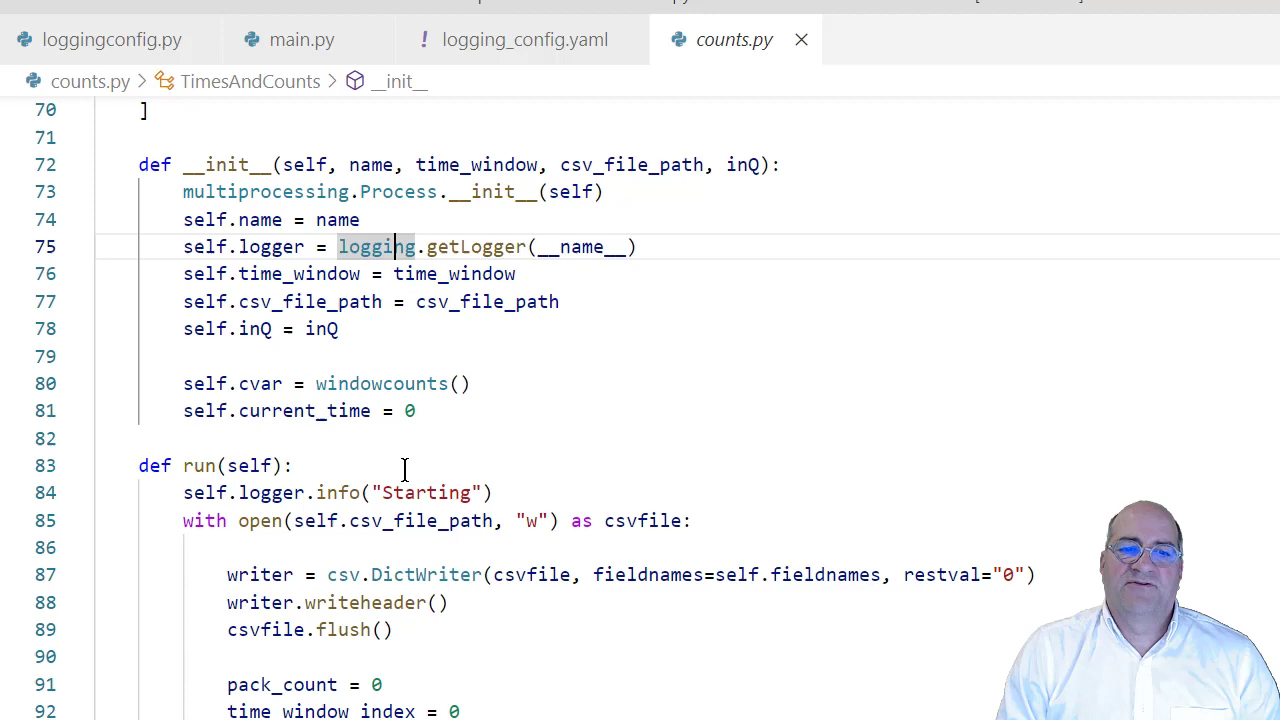 loggingconfig.py main.py ! logging_config.yaml counts.py
counts.py > TimesAndCounts > __init__
70 ]
71
72 def __init__(self, name, time_window, csv_file_path, inQ):
73 multiprocessing.Process.__init__(self)
74 self.name = name
75 self.logger = logging.getLogger(__name__)
76 self.time_window = time_window
77 self.csv_file_path = csv_file_path
78 self.inQ = inQ
79
80 self.cvar = windowcounts()
81 self.current_time = 0
82
83 def run(self):
84 self.logger.info("Starting")
85 with open(self.csv_file_path, "w") as csvfile:
86
87 writer = csv.DictWriter(csvfile, fieldnames=self.fieldnames, restval="0")
88 writer.writeheader()
89 csvfile.flush()
90
91 pack_count = 0
92 time_window_index = 0